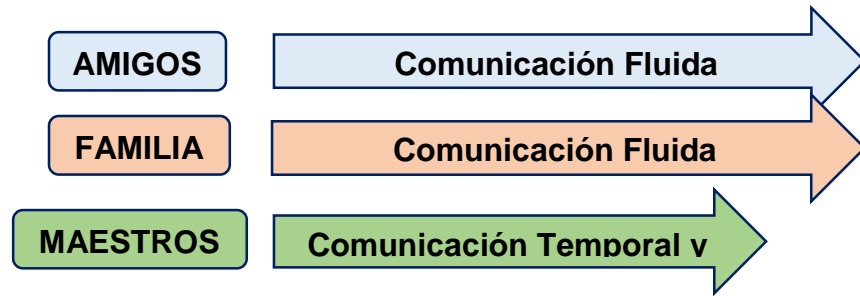 AMIGOS Comunicación Fluida
FAMILIA Comunicación Fluida
MAESTROS Comunicación Temporal y